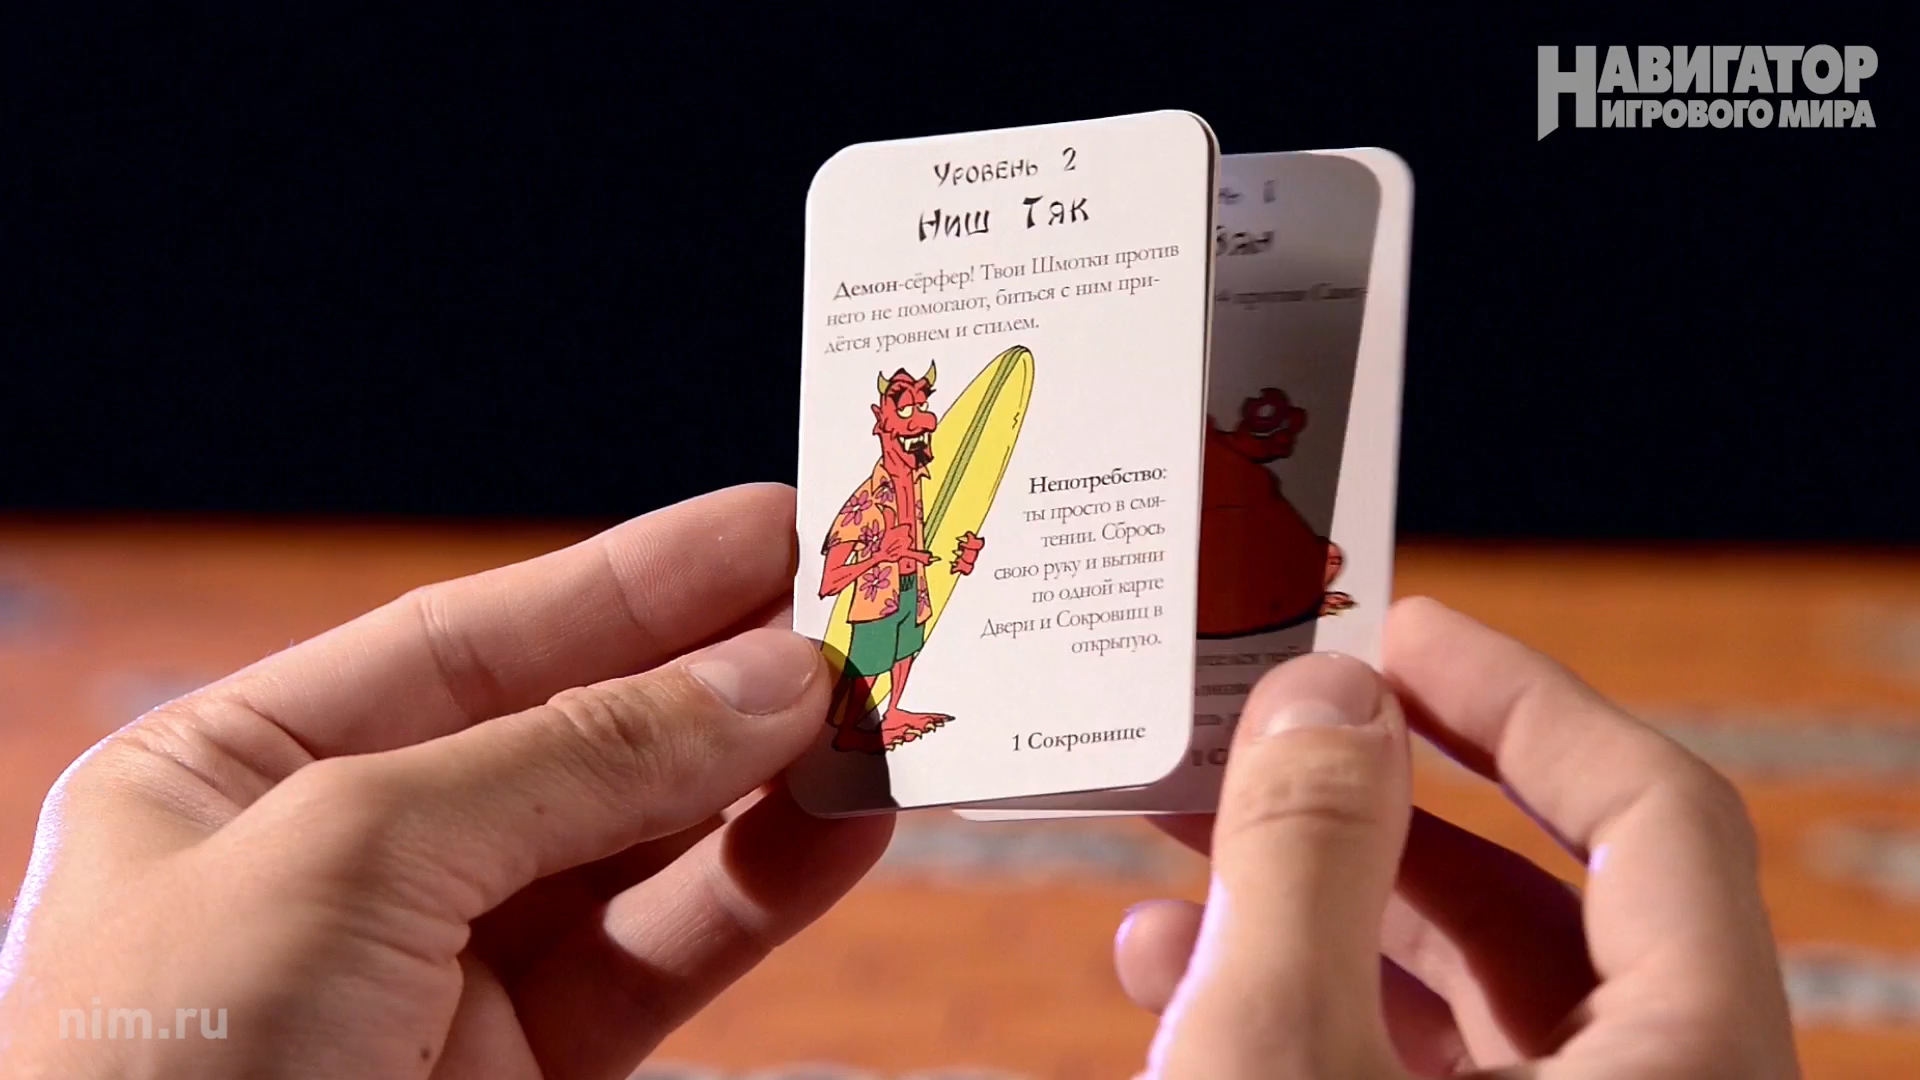 НАВИГАТОР
ИГРОВОГО МИРА
Уровень 2
Ниш Тяк
Демон-сёрфер! Твои Шмотки против
него не помогают, биться с ним при-
дётся уровнем и стилем.
Непотребство:
ты просто в смя-
тении. Сбрось
свою руку и вытяни
по одной карте
Двери и Сокровищ в
открытую.
1 Сокровище
против
nim.ru